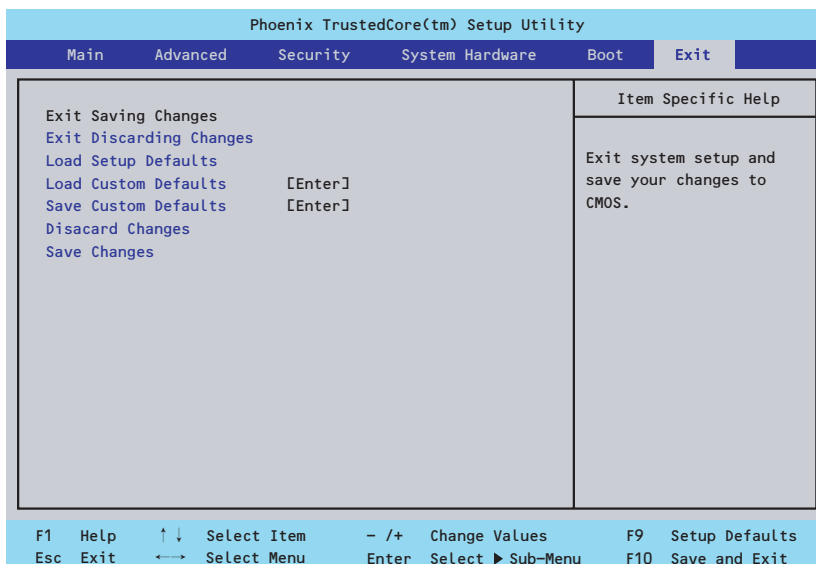 Phoenix TrustedCore(tm) Setup Utility
Main Advanced Security System Hardware Boot Exit
Item Specific Help
Exit Saving Changes
Exit Discarding Changes
Load Setup Defaults
Load Custom Defaults [Enter]
Save Custom Defaults [Enter]
Disacard Changes
Save Changes
Exit system setup and
save your changes to
CMOS.
F1 Help ↑↓ Select Item - /+ Change Values F9 Setup Defaults
Esc Exit ←→ Select Menu Enter Select ▶ Sub-Menu F10 Save and Exit